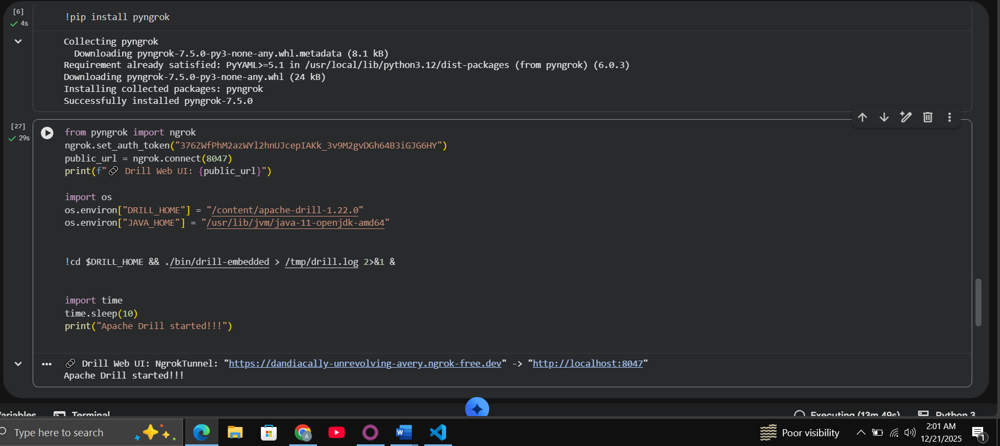 [6]
4s
!pip install pyngrok
Collecting pyngrok
Downloading pyngrok-7.5.0-py3-none-any.whl.metadata (8.1 kB)
Requirement already satisfied: PyYAML>=5.1 in /usr/local/lib/python3.12/dist-packages (from pyngrok) (6.0.3)
Downloading pyngrok-7.5.0-py3-none-any.whl (24 kB)
Installing collected packages: pyngrok
Successfully installed pyngrok-7.5.0
[27]
29s
from pyngrok import ngrok
ngrok.set_auth_token("376ZWfPhM2azWYl2hnUJcepIAKk_3v9M2gvDGh64B3iGJG6HY")
public_url = ngrok.connect(8047)
print(f"🔗 Drill Web UI: {public_url}")
import os
os.environ["DRILL_HOME"] = "/content/apache-drill-1.22.0"
os.environ["JAVA_HOME"] = "/usr/lib/jvm/java-11-openjdk-amd64"
!cd $DRILL_HOME && ./bin/drill-embedded > /tmp/drill.log 2>&1 &
import time
time.sleep(10)
print("Apache Drill started!!!")
🔗 Drill Web UI: NgrokTunnel: "https://dandiacally-unrevolving-avery.ngrok-free.dev" -> "http://localhost:8047"
Apache Drill started!!!
ariables Terminal Executing (13m 49s) Python 3
Type here to search
A
W
Poor visibility
2:01 AM
12/21/2025
1